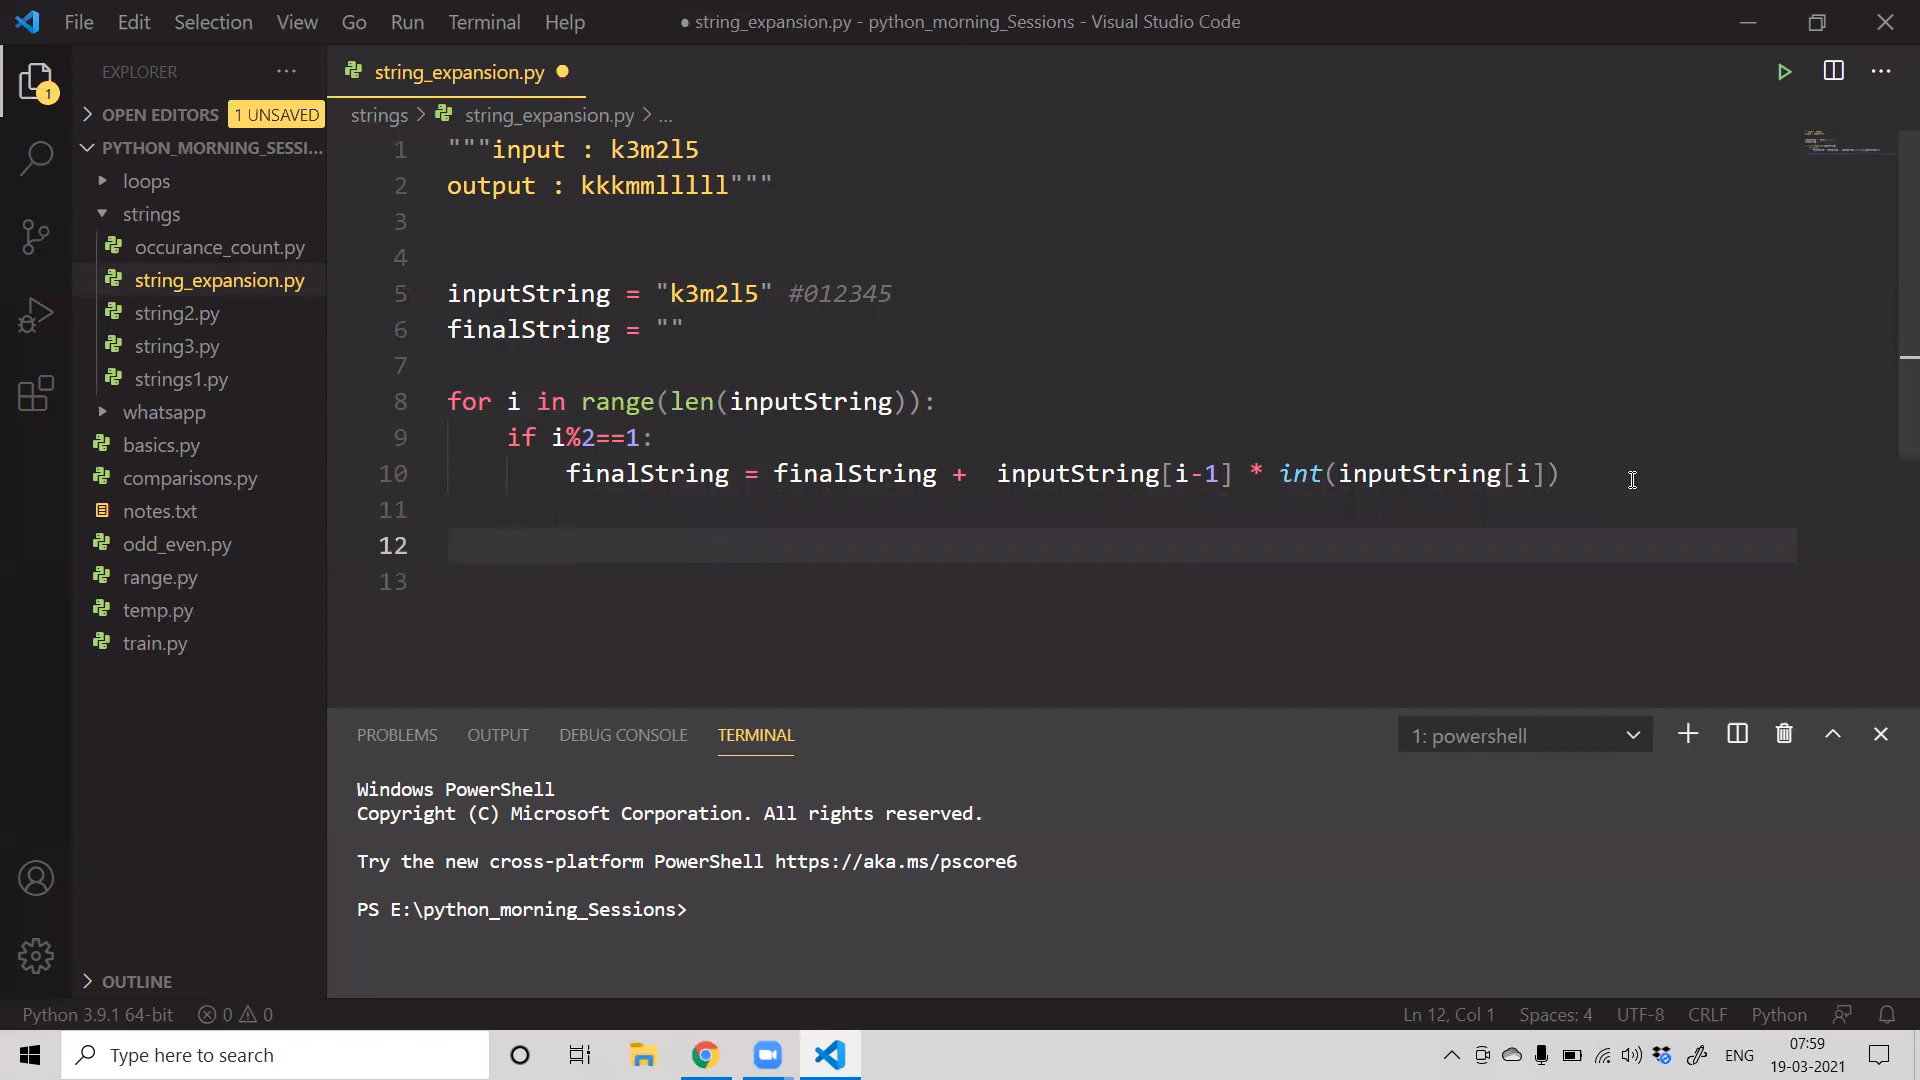 File Edit Selection View Go Run Terminal Help
● string_expansion.py - python_morning_Sessions - Visual Studio Code
EXPLORER
OPEN EDITORS 1 UNSAVED
PYTHON_MORNING_SESSI...
loops
strings
occurance_count.py
string_expansion.py
string2.py
string3.py
strings1.py
whatsapp
basics.py
comparisons.py
notes.txt
odd_even.py
range.py
temp.py
train.py
OUTLINE
1
string_expansion.py
strings > string_expansion.py > ...
1 """input : k3m2l5
2 output : kkkmmlllll"""
3
4
5 inputString = "k3m2l5" #012345
6 finalString = ""
7
8 for i in range(len(inputString)):
9 if i%2==1:
10 finalString = finalString +  inputString[i-1] * int(inputString[i])
11
12
13
PROBLEMS OUTPUT DEBUG CONSOLE TERMINAL
1: powershell
Windows PowerShell
Copyright (C) Microsoft Corporation. All rights reserved.
Try the new cross-platform PowerShell https://aka.ms/pscore6
PS E:\python_morning_Sessions>
Python 3.9.1 64-bit 0 0
Ln 12, Col 1 Spaces: 4 UTF-8 CRLF Python
Type here to search
ENG
07:59
19-03-2021